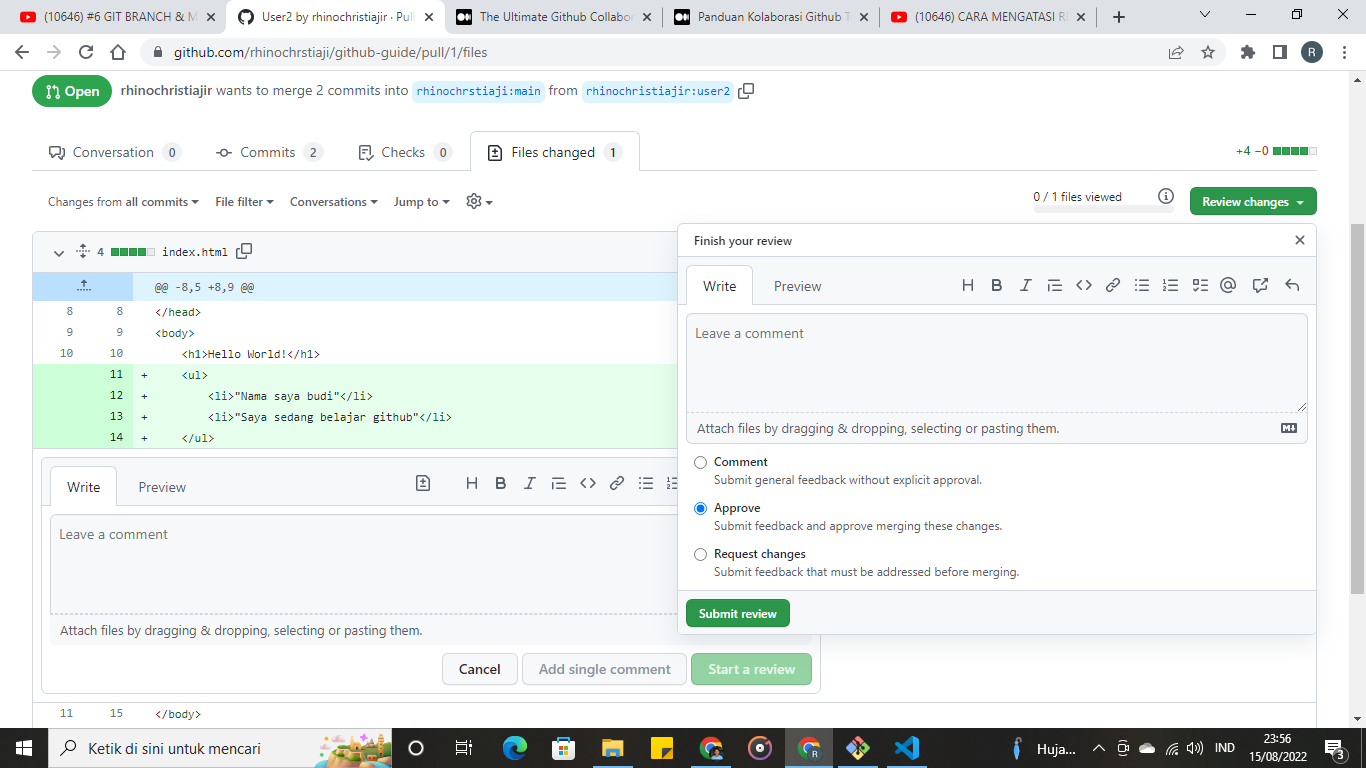 (10646) #6 GIT BRANCH & M
User2 by rhinochristiajir · Pull
The Ultimate Github Collabor
Panduan Kolaborasi Github T
(10646) CARA MENGATASI R
github.com/rhinochrstiaji/github-guide/pull/1/files
R
Open
rhinochristiajir wants to merge 2 commits into rhinochrstiaji:main from rhinochristiajir:user2
Conversation 0
Commits 2
Checks 0
Files changed 1
+4 −0
Changes from all commits
File filter
Conversations
Jump to
0 / 1 files viewed
Review changes
4 index.html
@@ -8,5 +8,9 @@
8 8 </head>
9 9 <body>
10 10 <h1>Hello World!</h1>
11 + <ul>
12 + <li>"Nama saya budi"</li>
13 + <li>"Saya sedang belajar github"</li>
14 + </ul>
Write
Preview
Leave a comment
Attach files by dragging & dropping, selecting or pasting them.
Cancel
Add single comment
Start a review
11 15 </body>
Finish your review
Write
Preview
Leave a comment
Attach files by dragging & dropping, selecting or pasting them.
Comment
Submit general feedback without explicit approval.
Approve
Submit feedback and approve merging these changes.
Request changes
Submit feedback that must be addressed before merging.
Submit review
Ketik di sini untuk mencari
Huja...
IND
23:56
15/08/2022
3